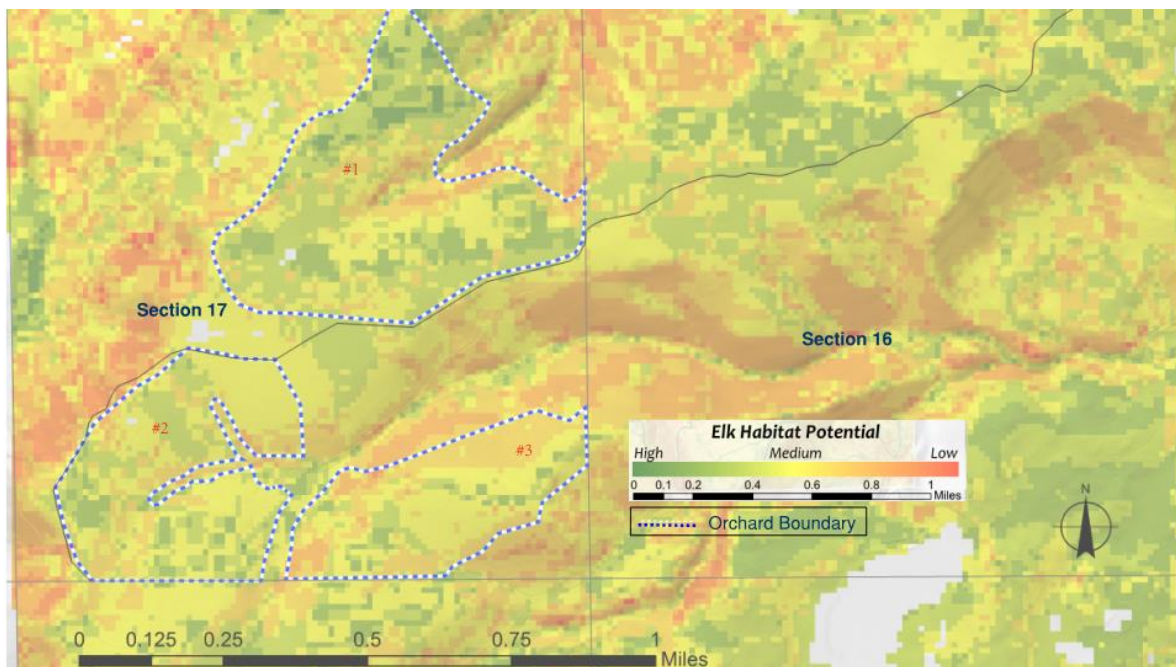 #1
Section 17
Section 16
#2
#3
Elk Habitat Potential
High Medium Low
0 0.1 0.2 0.4 0.6 0.8 1
Miles
Orchard Boundary
N
0 0.125 0.25 0.5 0.75 1
Miles